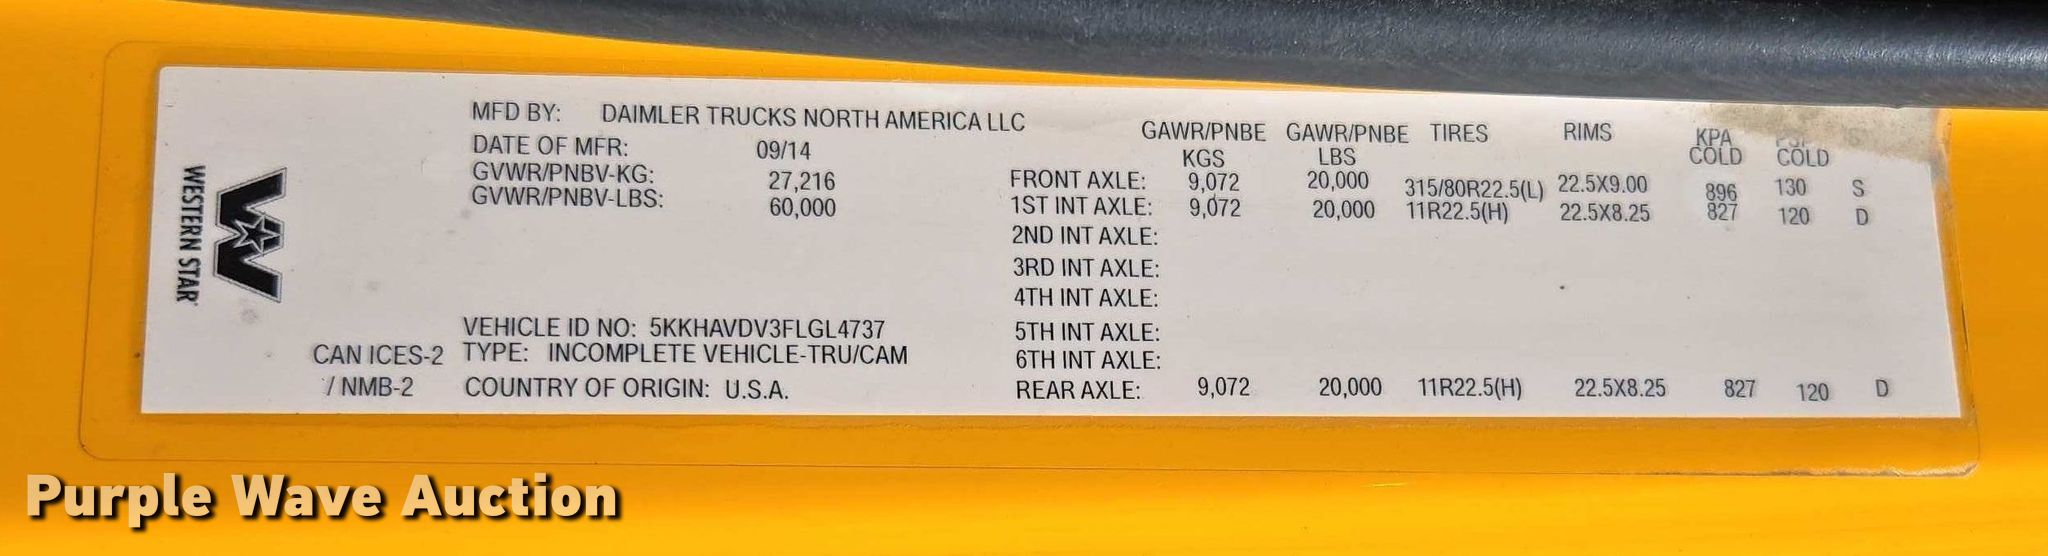 WESTERN STAR
MFD BY: DAIMLER TRUCKS NORTH AMERICA LLC
DATE OF MFR: 09/14
GVWR/PNBV-KG: 27,216
GVWR/PNBV-LBS: 60,000
VEHICLE ID NO: 5KKHAVDV3FLGL4737
CAN ICES-2 TYPE: INCOMPLETE VEHICLE-TRU/CAM
/ NMB-2 COUNTRY OF ORIGIN: U.S.A.
GAWR/PNBE GAWR/PNBE TIRES RIMS KPA
KGS LBS COLD COLD
FRONT AXLE: 9,072 20,000 315/80R22.5(L) 22.5X9.00 896 130 S
1ST INT AXLE: 9,072 20,000 11R22.5(H) 22.5X8.25 827 120 D
2ND INT AXLE:
3RD INT AXLE:
4TH INT AXLE:
5TH INT AXLE:
6TH INT AXLE:
REAR AXLE: 9,072 20,000 11R22.5(H) 22.5X8.25 827 120 D
Purple Wave Auction